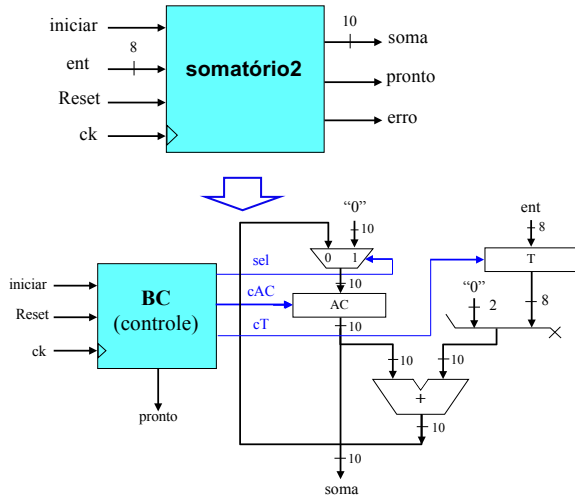 iniciar
10
soma
8
ent
somatório2
pronto
Reset
erro
ck
“0”
ent
10
8
sel
0 1
T
iniciar
BC
10
cAC
“0”
Reset
(controle)
AC
8
cT
10
2
ck
10
10
pronto
+
10
10
soma